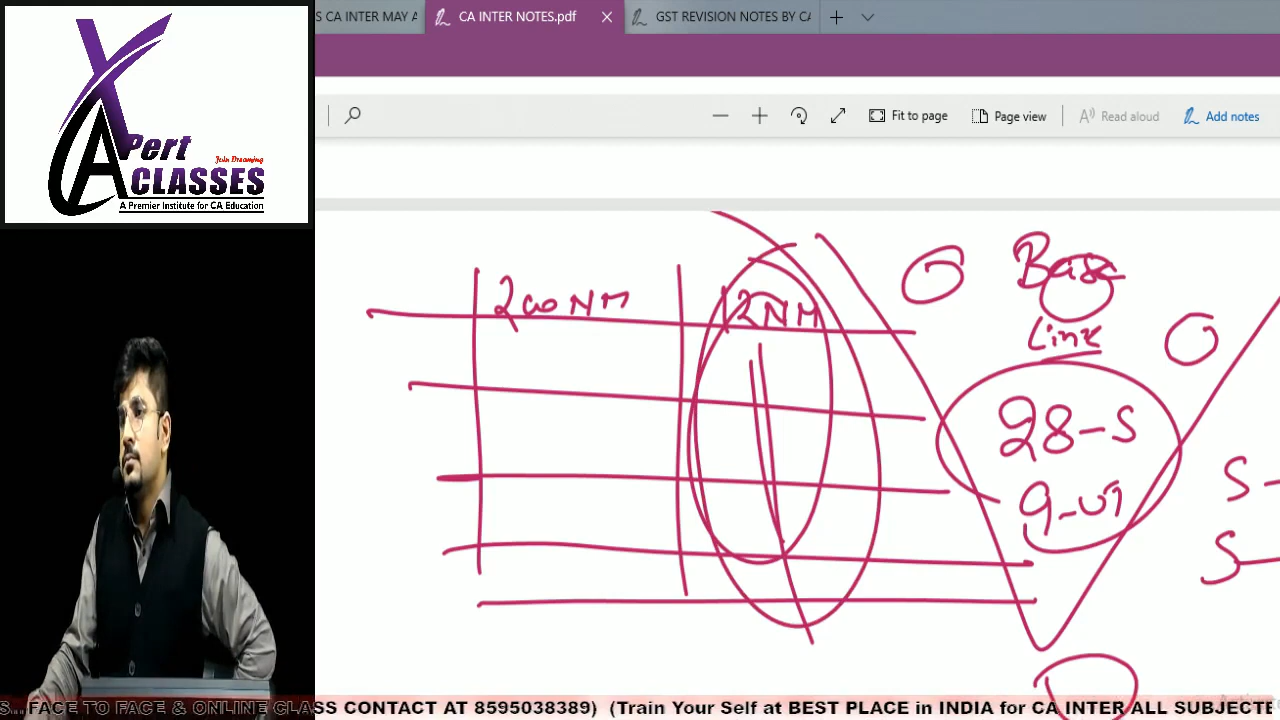 S CA INTER MAY A
CA INTER NOTES.pdf
GST REVISION NOTES BY CA
Fit to page
Page view
Read aloud
Add notes
XPert
Join Dreaming
CLASSES
A Premier Institute for CA Education
200 NM
12 NM
Base
Line
28-S
9-UT
S-
S-
S... FACE TO FACE & ONLINE CLASS CONTACT AT 8595038389) (Train Your Self at BEST PLACE in INDIA for CA INTER ALL SUBJECTE